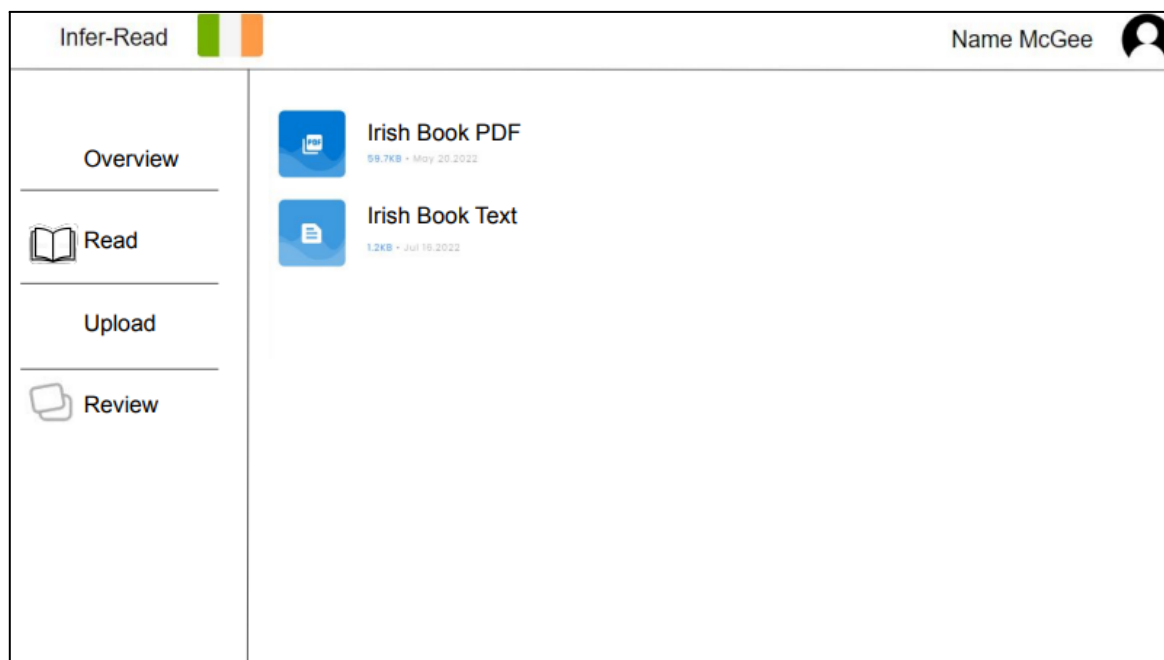 Infer-Read
Name McGee
Overview
Read
Upload
Review
Irish Book PDF
59.7KB • May 20.2022
Irish Book Text
1.2KB • Jul 16.2022
PDF